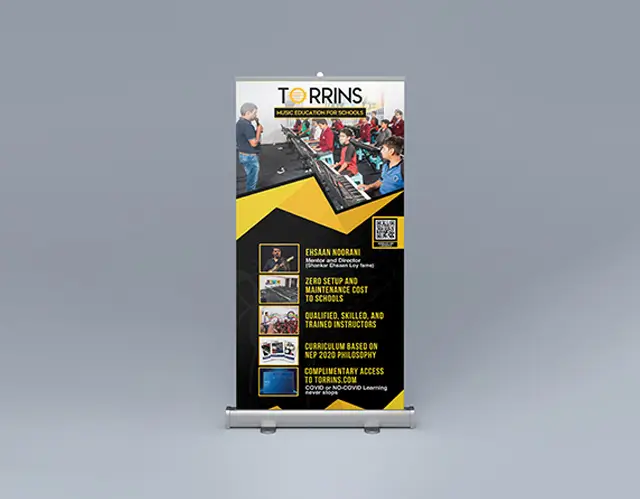 TORRINS
MUSIC EDUCATION FOR SCHOOLS
EHSAAN NOORANI
Mentor and Director
(Shankar Ehsaan Loy fame)
ZERO SETUP AND
MAINTENANCE COST
TO SCHOOLS
QUALIFIED, SKILLED, AND
TRAINED INSTRUCTORS
CURRICULUM BASED ON
NEP 2020 PHILOSOPHY
COMPLIMENTARY ACCESS
TO TORRINS.COM
COVID or NO-COVID Learning
never stops